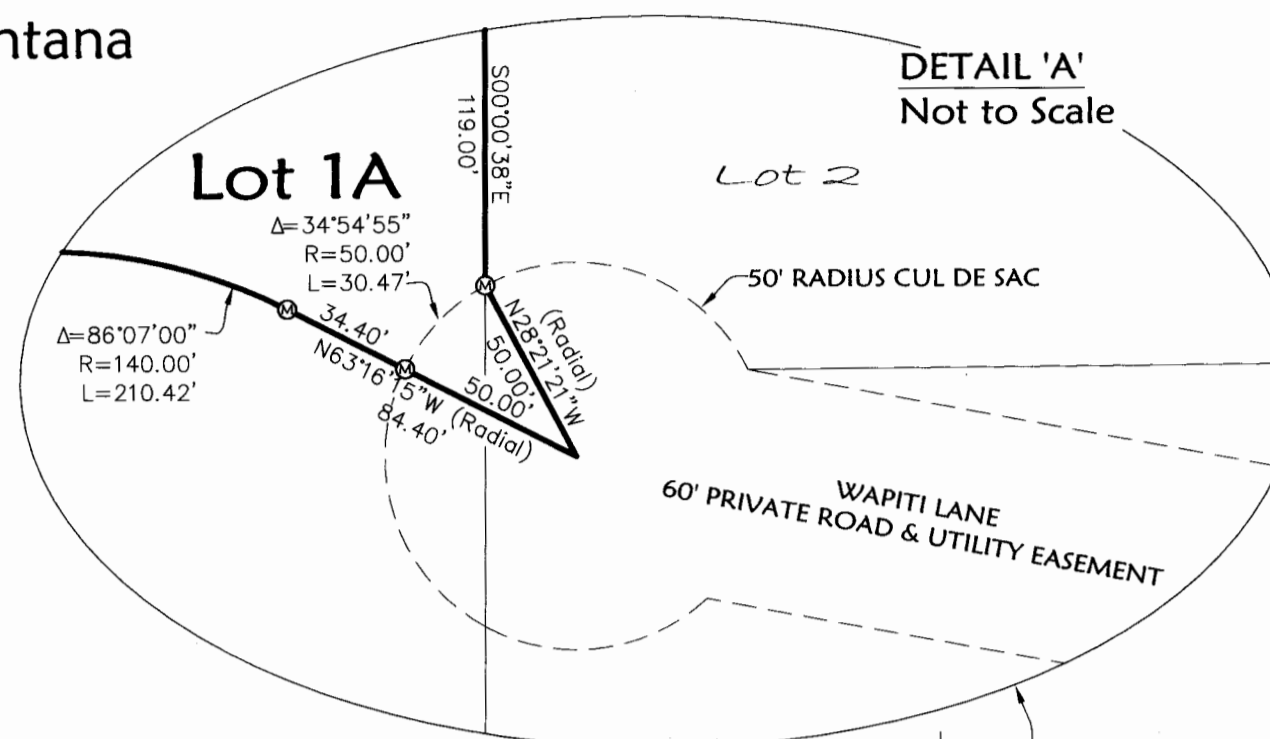 ntana
DETAIL 'A'
Not to Scale
S00°00'38"E
119.00'
Lot 1A
Lot 2
Δ=34°54'55"
R=50.00'
L=30.47'
50' RADIUS CUL DE SAC
Δ=86°07'00"
R=140.00'
L=210.42'
M
M
M
34.40'
N63°16'15"W (Radial)
84.40'
50.00'
(Radial)
N28°21'21"W
50.00'
WAPITI LANE
60' PRIVATE ROAD & UTILITY EASEMENT